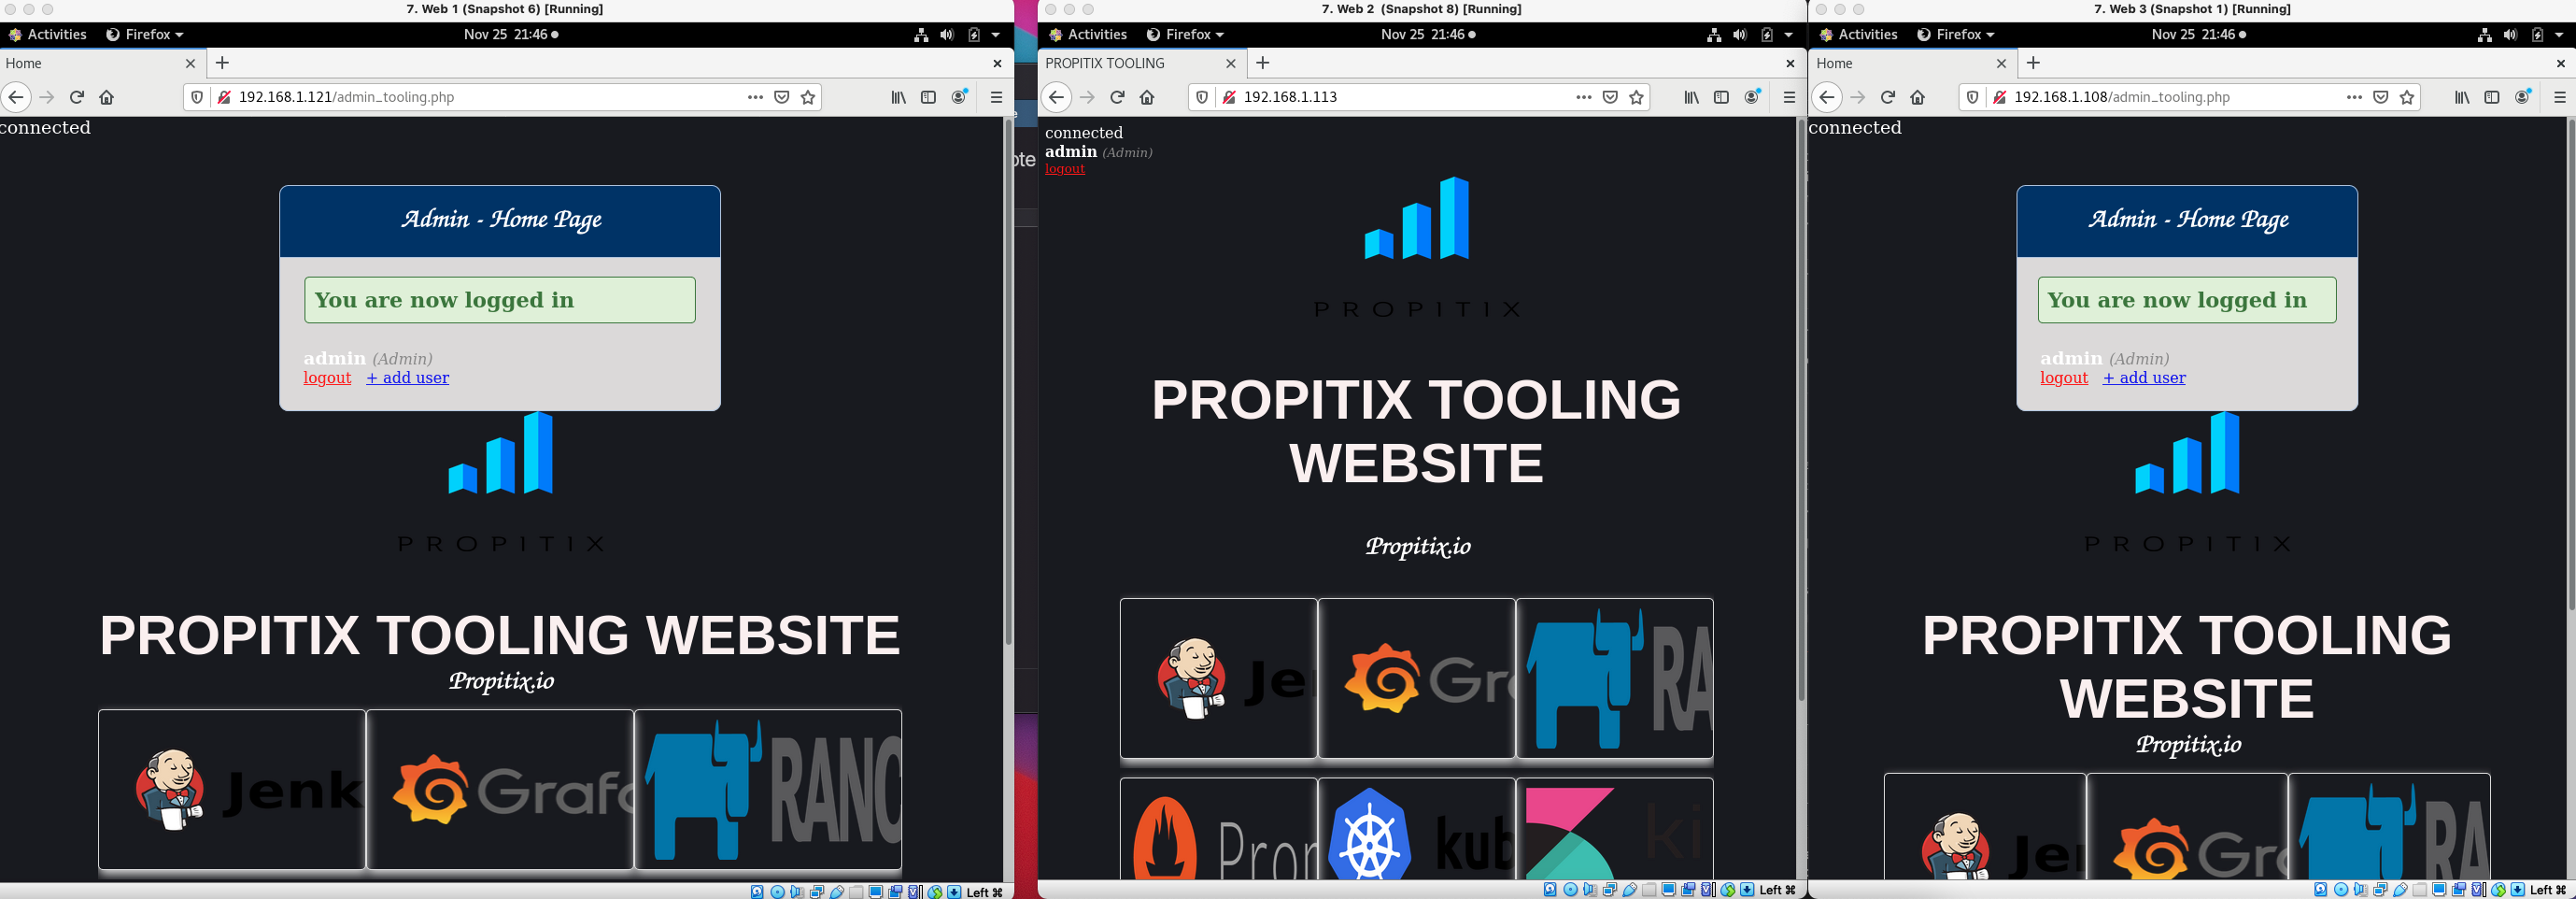 7. Web 1 (Snapshot 6) [Running]
Activities Firefox Nov 25 21:46
Home
192.168.1.121/admin_tooling.php
connected
Admin - Home Page
You are now logged in
admin (Admin)
logout + add user
PROPITIX
PROPITIX TOOLING WEBSITE
Propitix.io
Jenk
Grafa
RANC
Left ⌘
7. Web 2 (Snapshot 8) [Running]
Activities Firefox Nov 25 21:46
PROPITIX TOOLING
192.168.1.113
connected
admin (Admin)
logout
PROPITIX
PROPITIX TOOLING
WEBSITE
Propitix.io
Je
Gra
RA
Pror
kub
ki
Left ⌘
7. Web 3 (Snapshot 1) [Running]
Activities Firefox Nov 25 21:46
Home
192.168.1.108/admin_tooling.php
connected
Admin - Home Page
You are now logged in
admin (Admin)
logout + add user
PROPITIX
PROPITIX TOOLING
WEBSITE
Propitix.io
Je
Gra
RA
Left ⌘